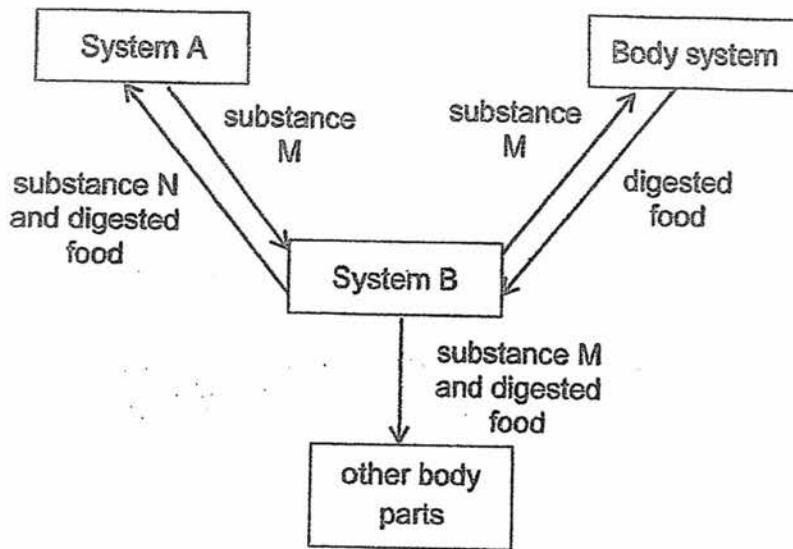 System A
Body system
substance
M
substance
M
substance N
and digested
food
digested
food
System B
substance M
and digested
food
other body
parts